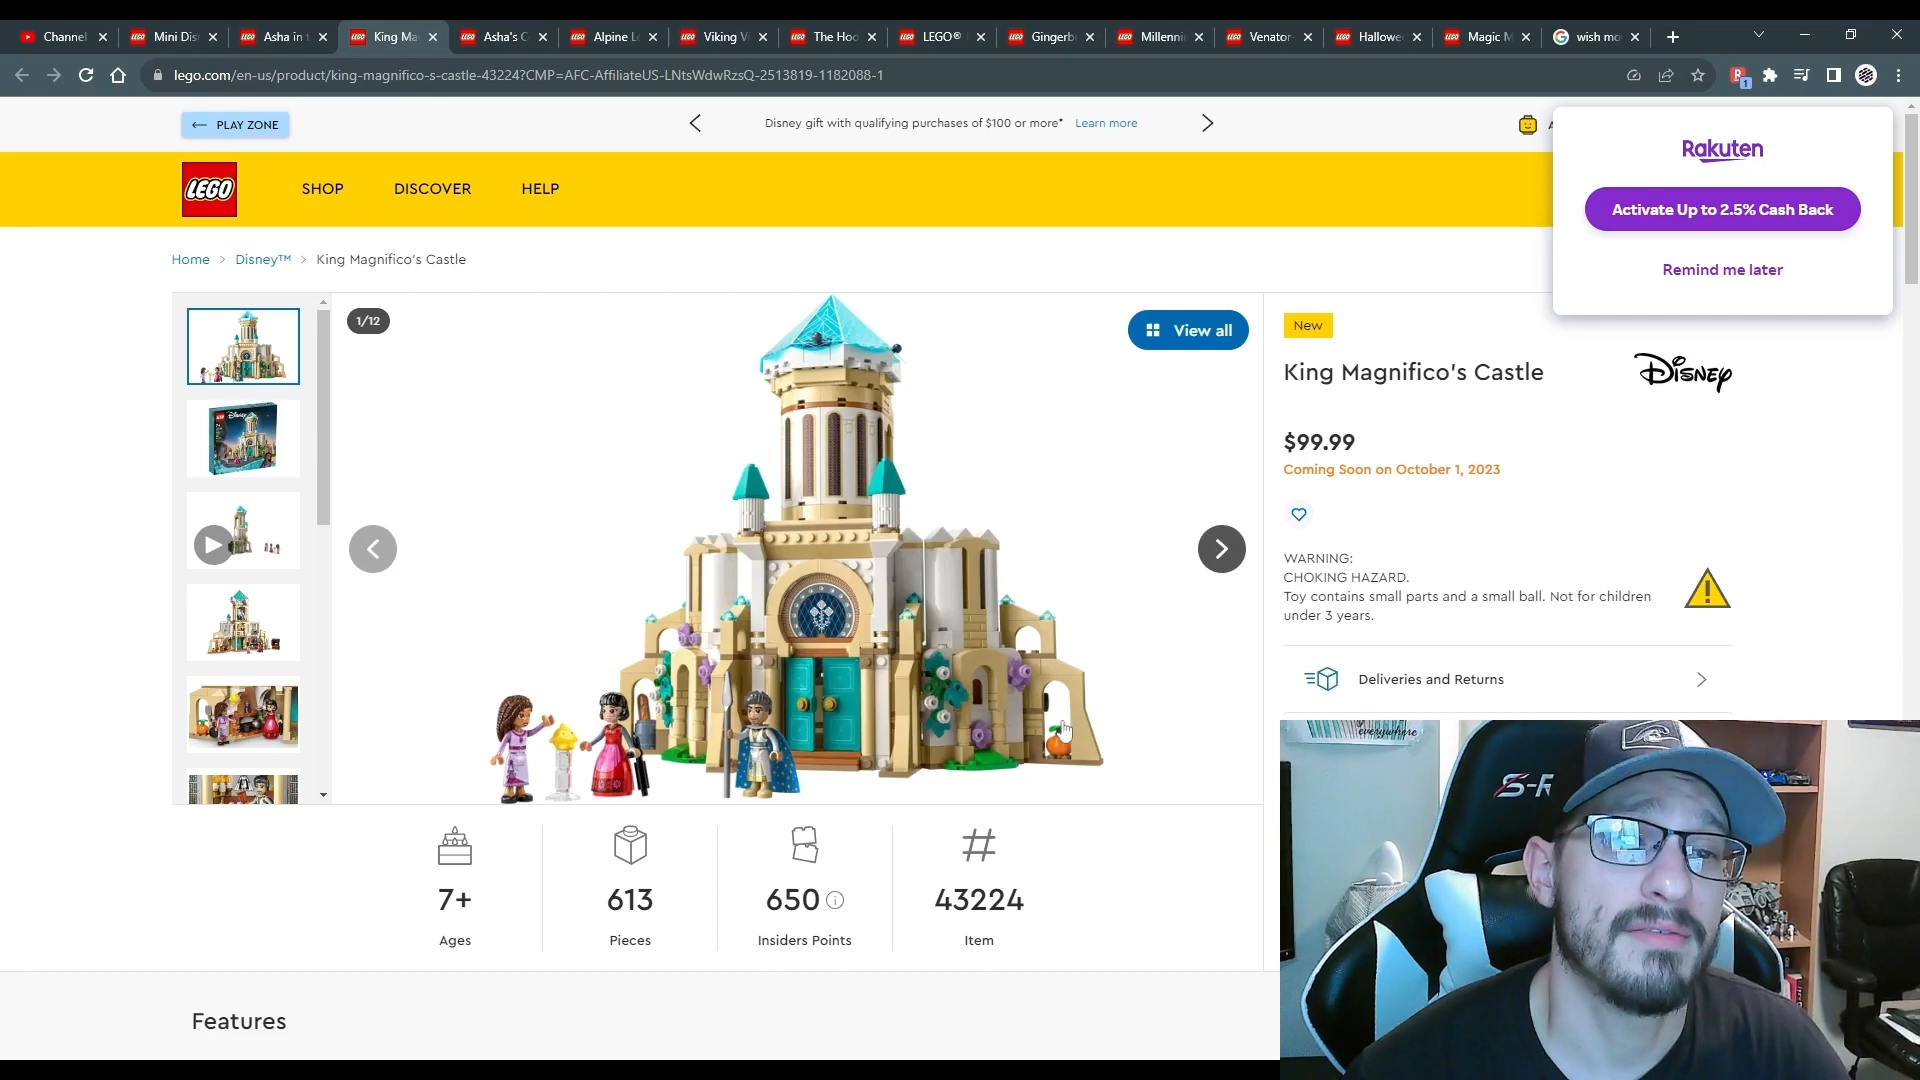 Channel
Mini Dis
Asha in t
King Ma
Asha's C
Alpine L
Viking Vi
The Hoo
LEGO®
Gingerb
Millenni
Venator-
Hallowe
Magic M
wish mo
lego.com/en-us/product/king-magnifico-s-castle-43224?CMP=AFC-AffiliateUS-LNtsWdwRzsQ-2513819-1182088-1
PLAY ZONE
Disney gift with qualifying purchases of $100 or more* Learn more
Rakuten
Activate Up to 2.5% Cash Back
Remind me later
LEGO
SHOP
DISCOVER
HELP
Home > Disney™ > King Magnifico's Castle
1/12
View all
New
King Magnifico's Castle
Disney
$99.99
Coming Soon on October 1, 2023
WARNING:
CHOKING HAZARD.
Toy contains small parts and a small ball. Not for children
under 3 years.
Deliveries and Returns
7+
Ages
613
Pieces
650
Insiders Points
43224
Item
Features
everywhere
S-R